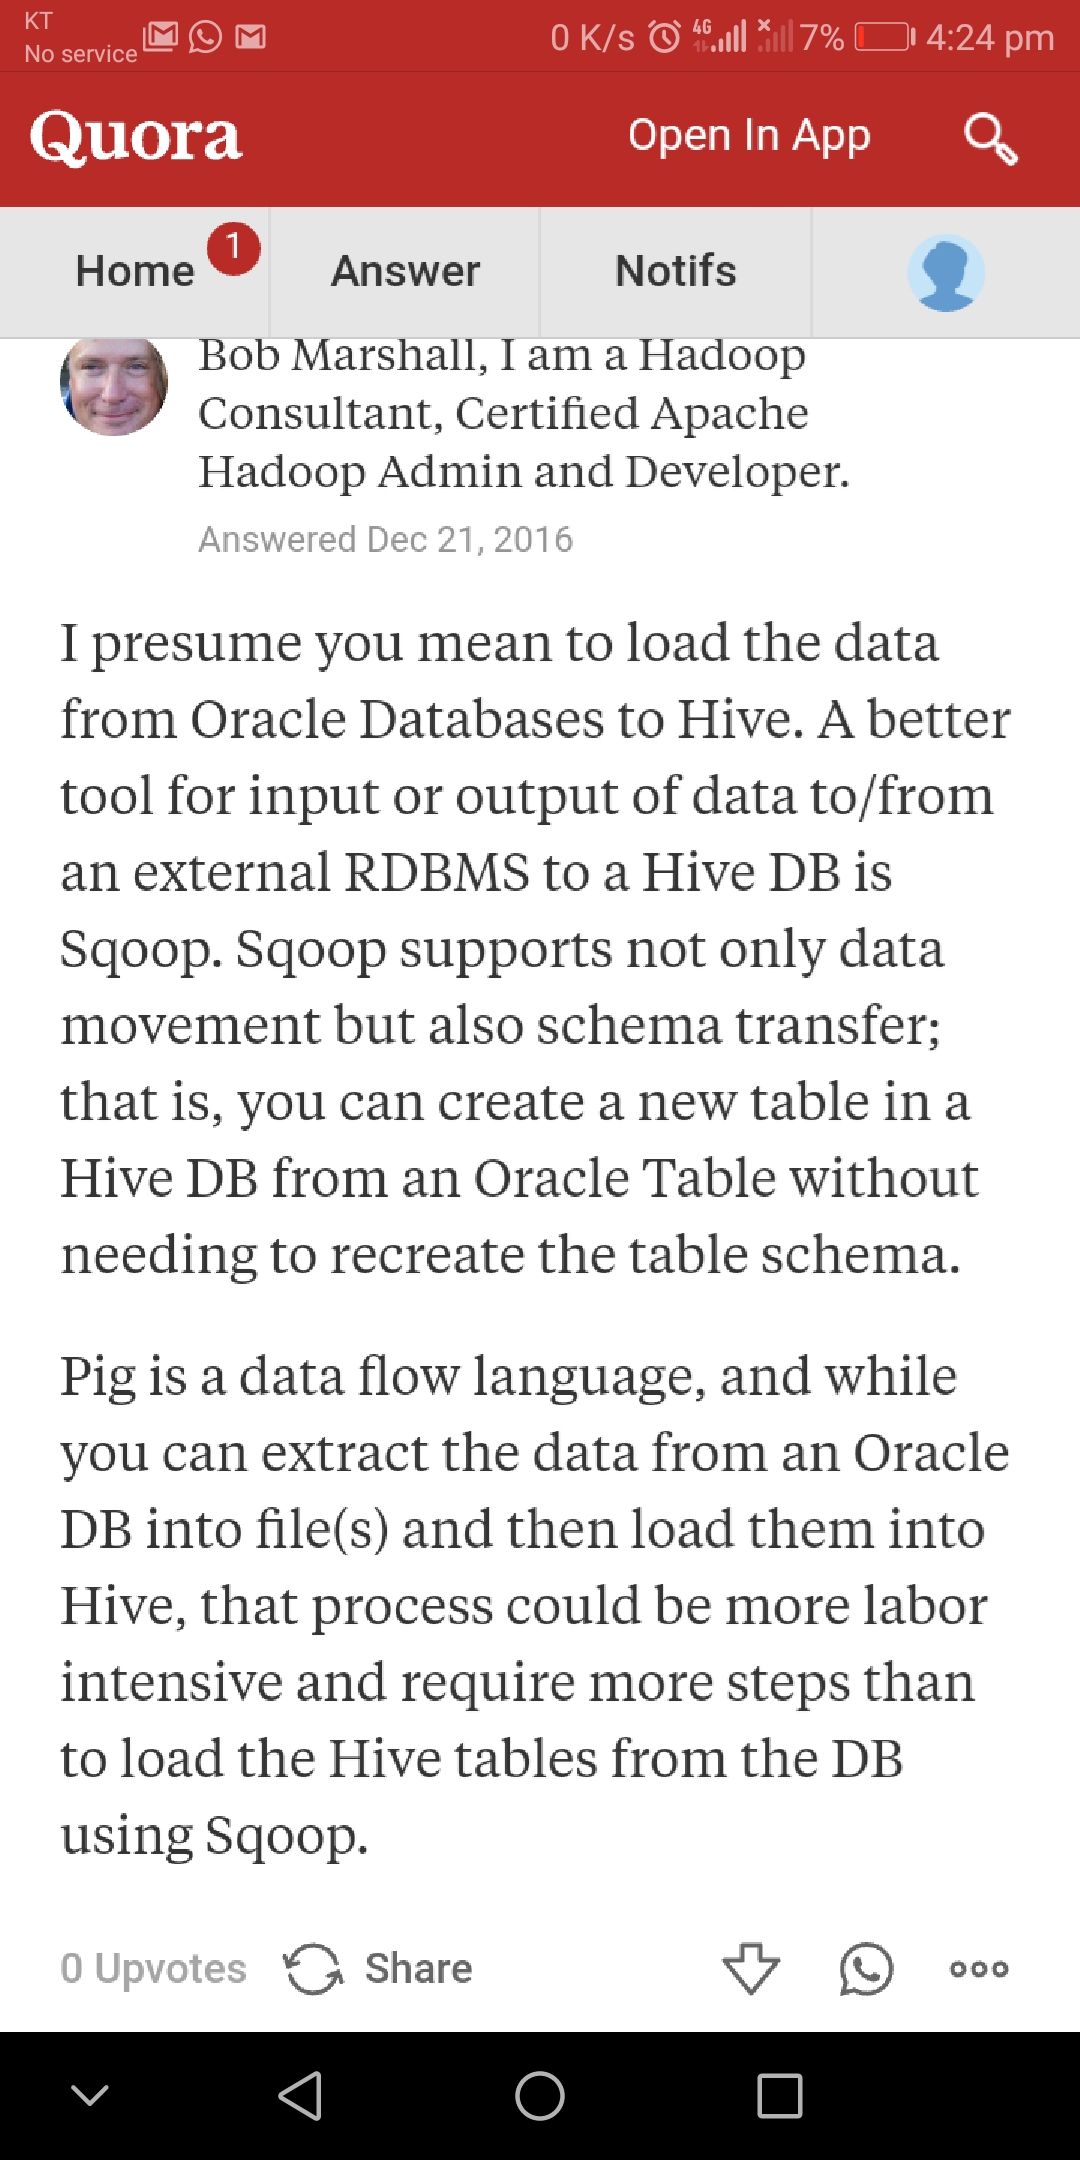 KT
No service
0 K/s 4G 7% 4:24 pm
Quora Open In App
Home 1 Answer Notifs
Bob Marshall, I am a Hadoop
Consultant, Certified Apache
Hadoop Admin and Developer.
Answered Dec 21, 2016
I presume you mean to load the data
from Oracle Databases to Hive. A better
tool for input or output of data to/from
an external RDBMS to a Hive DB is
Sqoop. Sqoop supports not only data
movement but also schema transfer;
that is, you can create a new table in a
Hive DB from an Oracle Table without
needing to recreate the table schema.
Pig is a data flow language, and while
you can extract the data from an Oracle
DB into file(s) and then load them into
Hive, that process could be more labor
intensive and require more steps than
to load the Hive tables from the DB
using Sqoop.
0 Upvotes Share